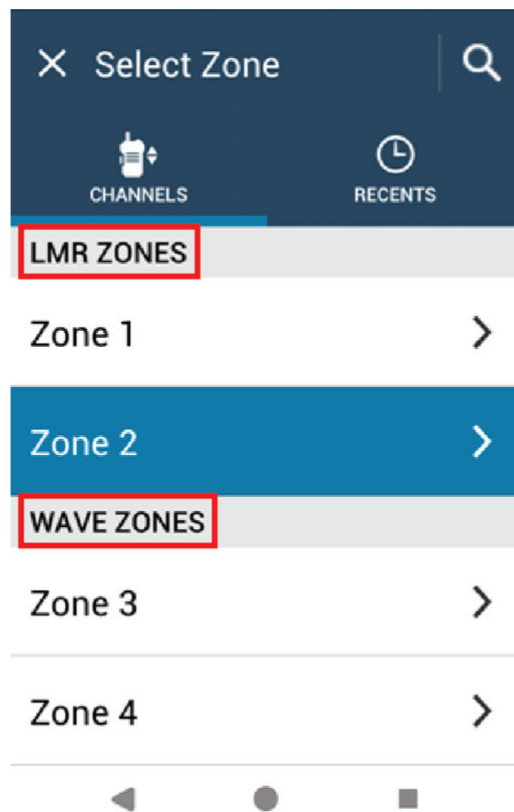 Select Zone
CHANNELS
RECENTS
LMR ZONES
Zone 1
Zone 2
WAVE ZONES
Zone 3
Zone 4